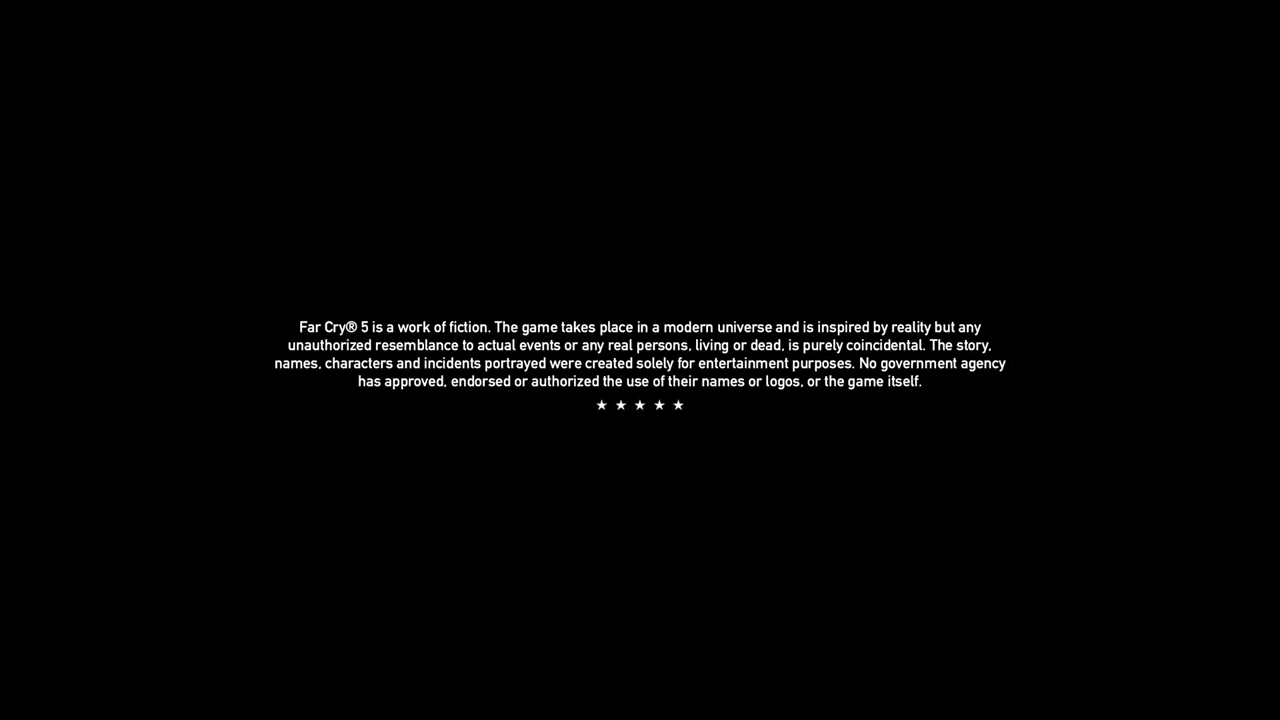 Far Cry® 5 is a work of fiction. The game takes place in a modern universe and is inspired by reality but any
unauthorized resemblance to actual events or any real persons, living or dead, is purely coincidental. The story,
names, characters and incidents portrayed were created solely for entertainment purposes. No government agency
has approved, endorsed or authorized the use of their names or logos, or the game itself.
★ ★ ★ ★ ★